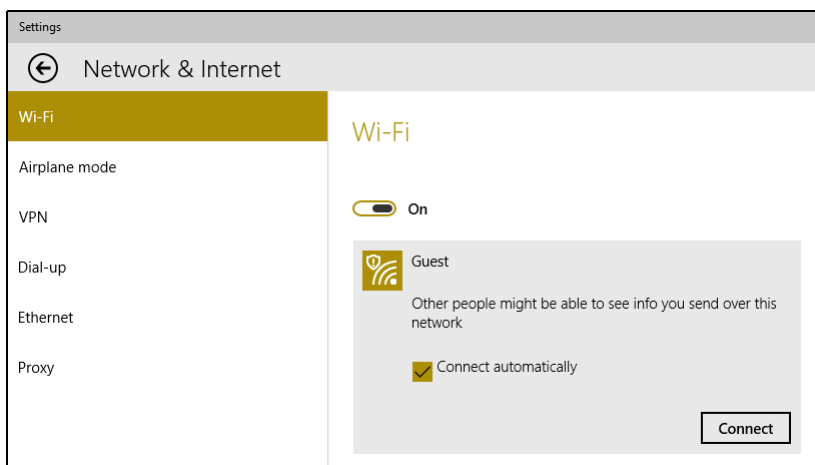 Settings
Network & Internet
Wi-Fi
Airplane mode
VPN
Dial-up
Ethernet
Proxy
Wi-Fi
On
Guest
Other people might be able to see info you send over this
network
Connect automatically
Connect